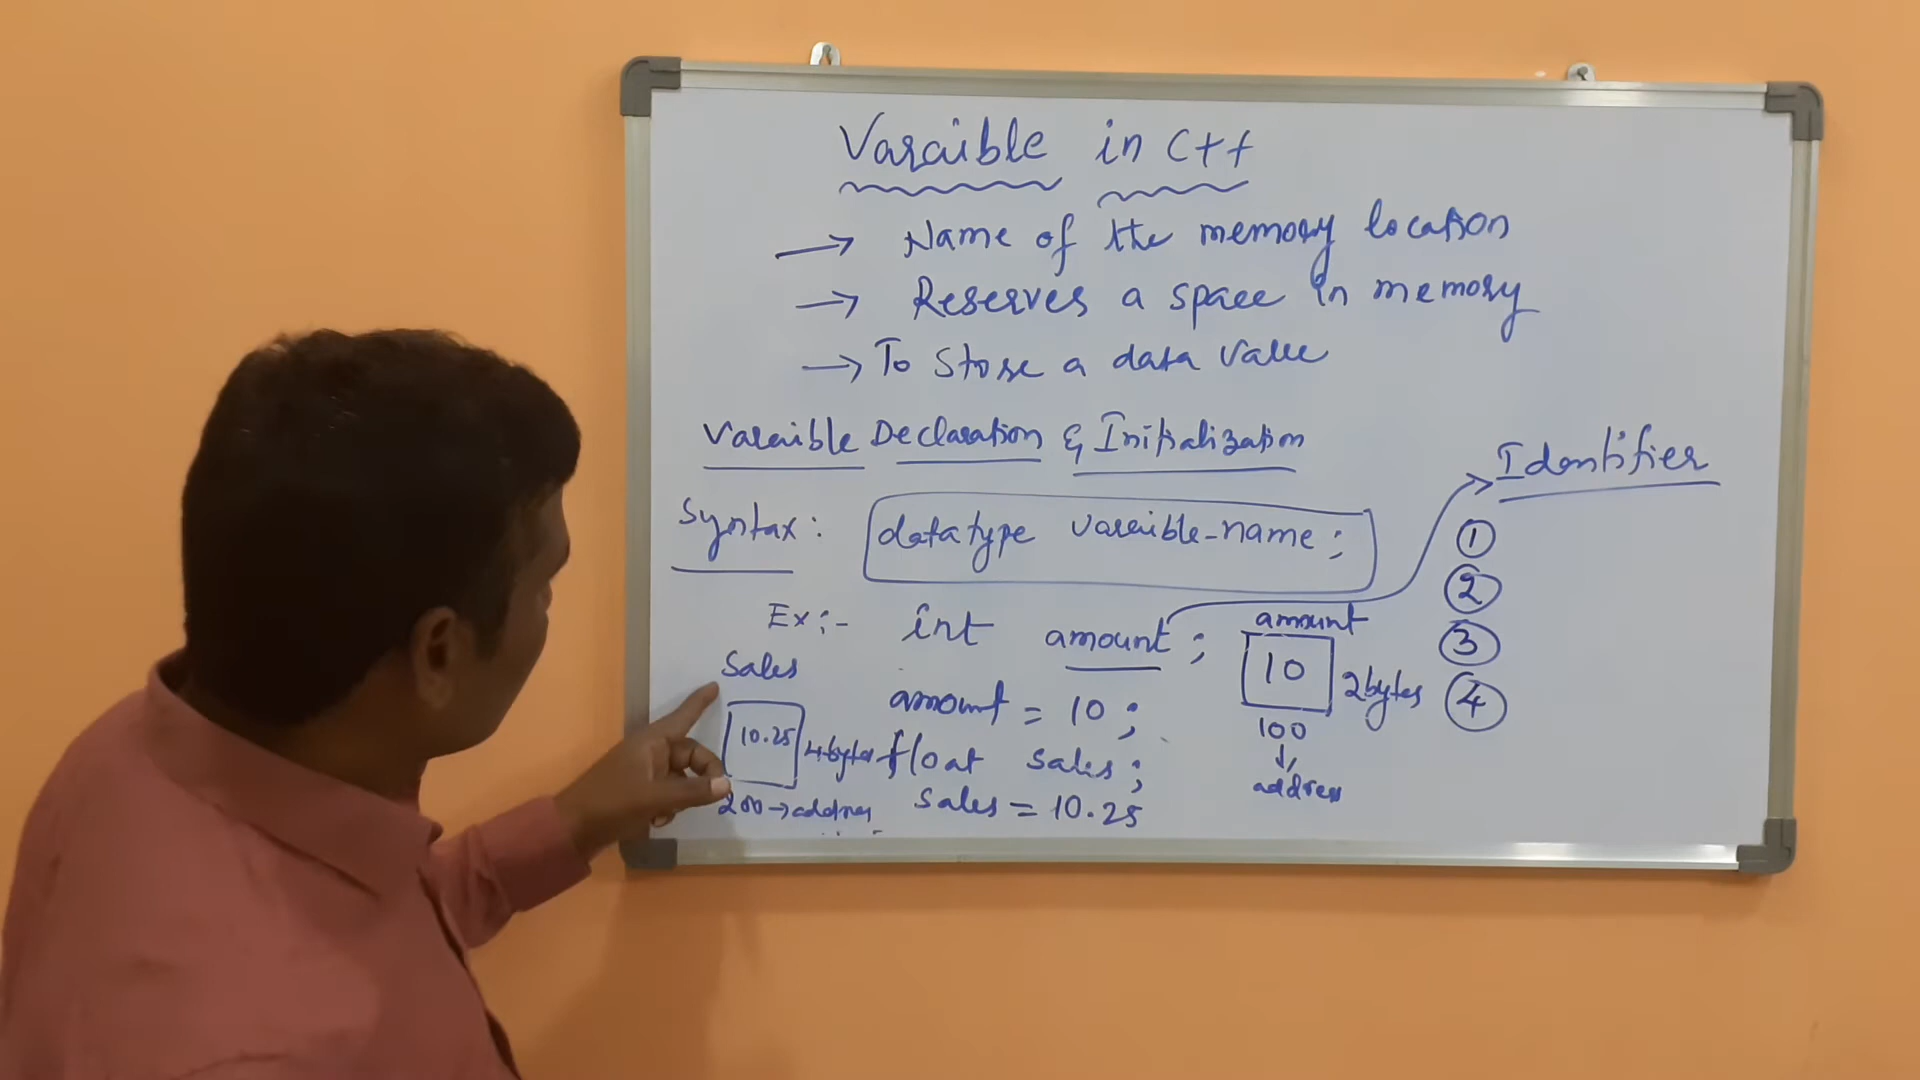 Varaible in C++
→ Name of the memory location
→ Reserves a space in memory
→ To Store a data Value
Varaible Declaration & Initialization
Identifier
Syntax: datatype varaible-name;
①
②
③
④
Ex:- int amount;
amount
10
2bytes
100
↓
address
Sales
10.25
4bytes
200→address
amount = 10;
float sales;
Sales = 10.25